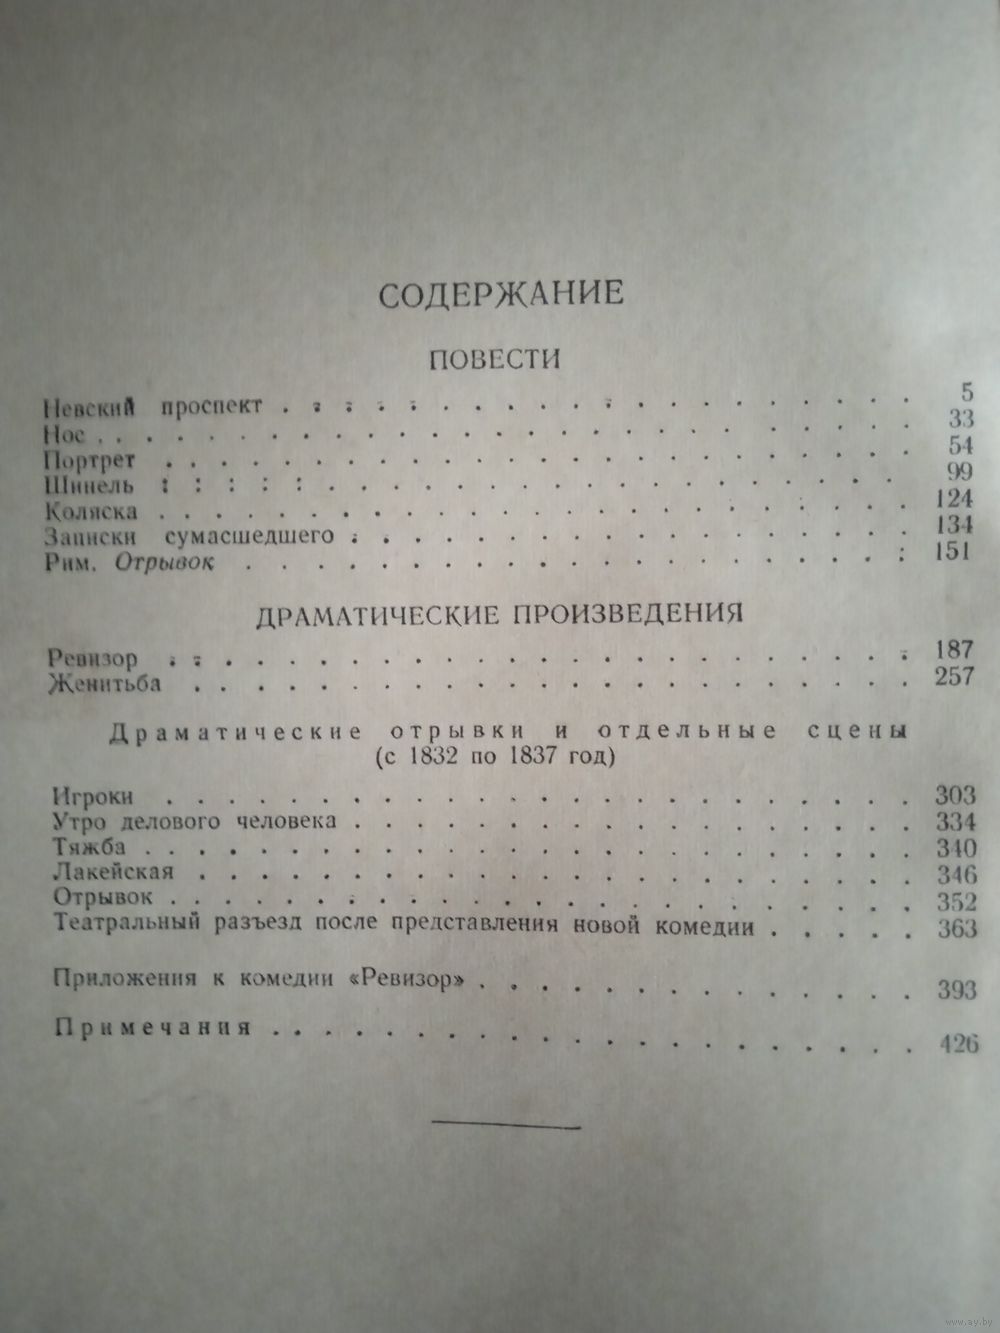 СОДЕРЖАНИЕ
ПОВЕСТИ
Невский проспект . . . . . . . . . . . . . . . . . . . . 5
Нос . . . . . . . . . . . . . . . . . . . . . . . . . . 33
Портрет . . . . . . . . . . . . . . . . . . . . . . . . 54
Шинель . . . . . . . . . . . . . . . . . . . . . . . . 99
Коляска . . . . . . . . . . . . . . . . . . . . . . . . 124
Записки сумасшедшего . . . . . . . . . . . . . . . . . . 134
Рим. Отрывок . . . . . . . . . . . . . . . . . . . . . . 151
ДРАМАТИЧЕСКИЕ ПРОИЗВЕДЕНИЯ
Ревизор . . . . . . . . . . . . . . . . . . . . . . . . 187
Женитьба . . . . . . . . . . . . . . . . . . . . . . . 257
Драматические отрывки и отдельные сцены
(с 1832 по 1837 год)
Игроки . . . . . . . . . . . . . . . . . . . . . . . . 303
Утро делового человека . . . . . . . . . . . . . . . . . 334
Тяжба . . . . . . . . . . . . . . . . . . . . . . . . . 340
Лакейская . . . . . . . . . . . . . . . . . . . . . . . 346
Отрывок . . . . . . . . . . . . . . . . . . . . . . . . 352
Театральный разъезд после представления новой комедии . . . . . 363
Приложения к комедии «Ревизор» . . . . . . . . . . . . . . 393
Примечания . . . . . . . . . . . . . . . . . . . . . . 426
www.ay.by